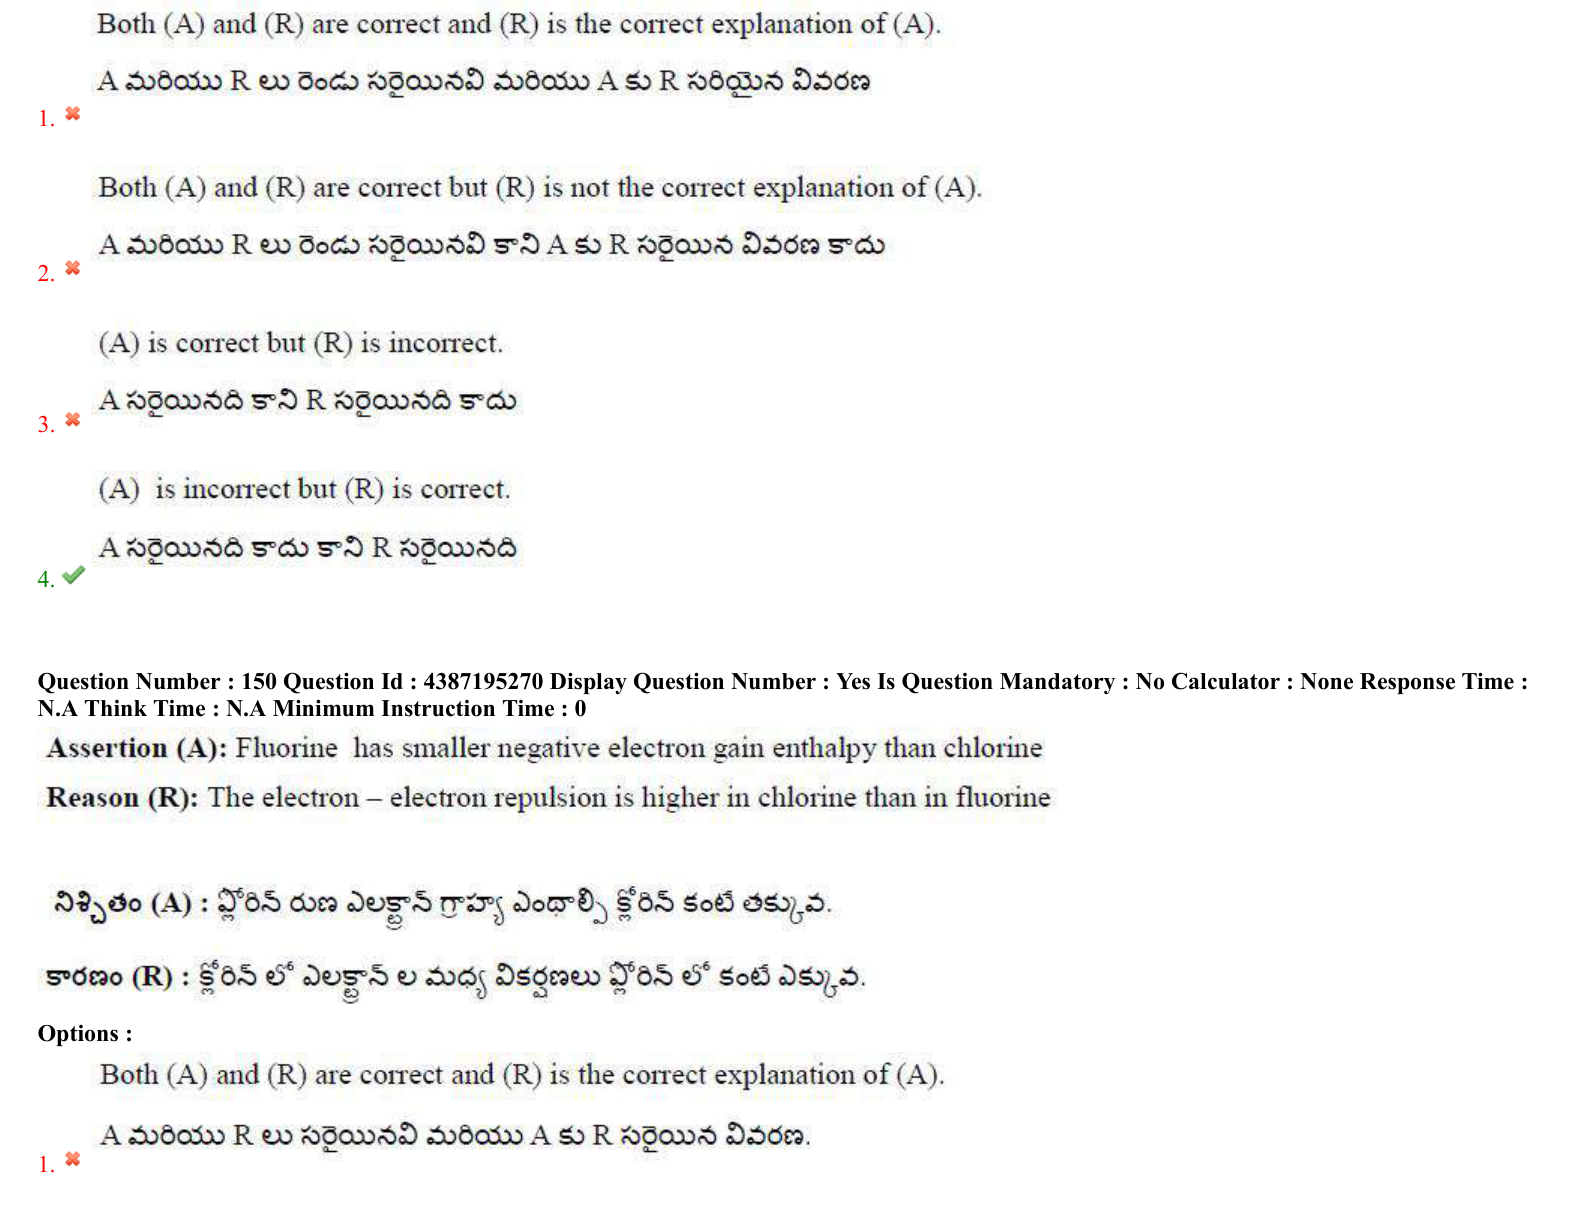 Both (A) and (R) are correct and (R) is the correct explanation of (A).
A మరియు R లు రెండు సరైయినవి మరియు A కు R సరియైన వివరణ
1.
Both (A) and (R) are correct but (R) is not the correct explanation of (A).
A మరియు R లు రెండు సరైయినవి కాని A కు R సరైయిన వివరణ కాదు
2.
(A) is correct but (R) is incorrect.
A సరైయినది కాని R సరైయినది కాదు
3.
(A) is incorrect but (R) is correct.
A సరైయినది కాదు కాని R సరైయినది
4.
Question Number : 150 Question Id : 4387195270 Display Question Number : Yes Is Question Mandatory : No Calculator : None Response Time :
N.A Think Time : N.A Minimum Instruction Time : 0
Assertion (A): Fluorine has smaller negative electron gain enthalpy than chlorine
Reason (R): The electron – electron repulsion is higher in chlorine than in fluorine
నిశ్చితం (A) : ఫ్లోరిన్ రుణ ఎలక్ట్రాన్ గ్రాహ్య ఎంథాల్పి క్లోరిన్ కంటే తక్కువ.
కారణం (R) : క్లోరిన్ లో ఎలక్ట్రాన్ ల మధ్య వికర్షణలు ఫ్లోరిన్ లో కంటే ఎక్కువ.
Options :
Both (A) and (R) are correct and (R) is the correct explanation of (A).
A మరియు R లు సరైయినవి మరియు A కు R సరైయిన వివరణ.
1.